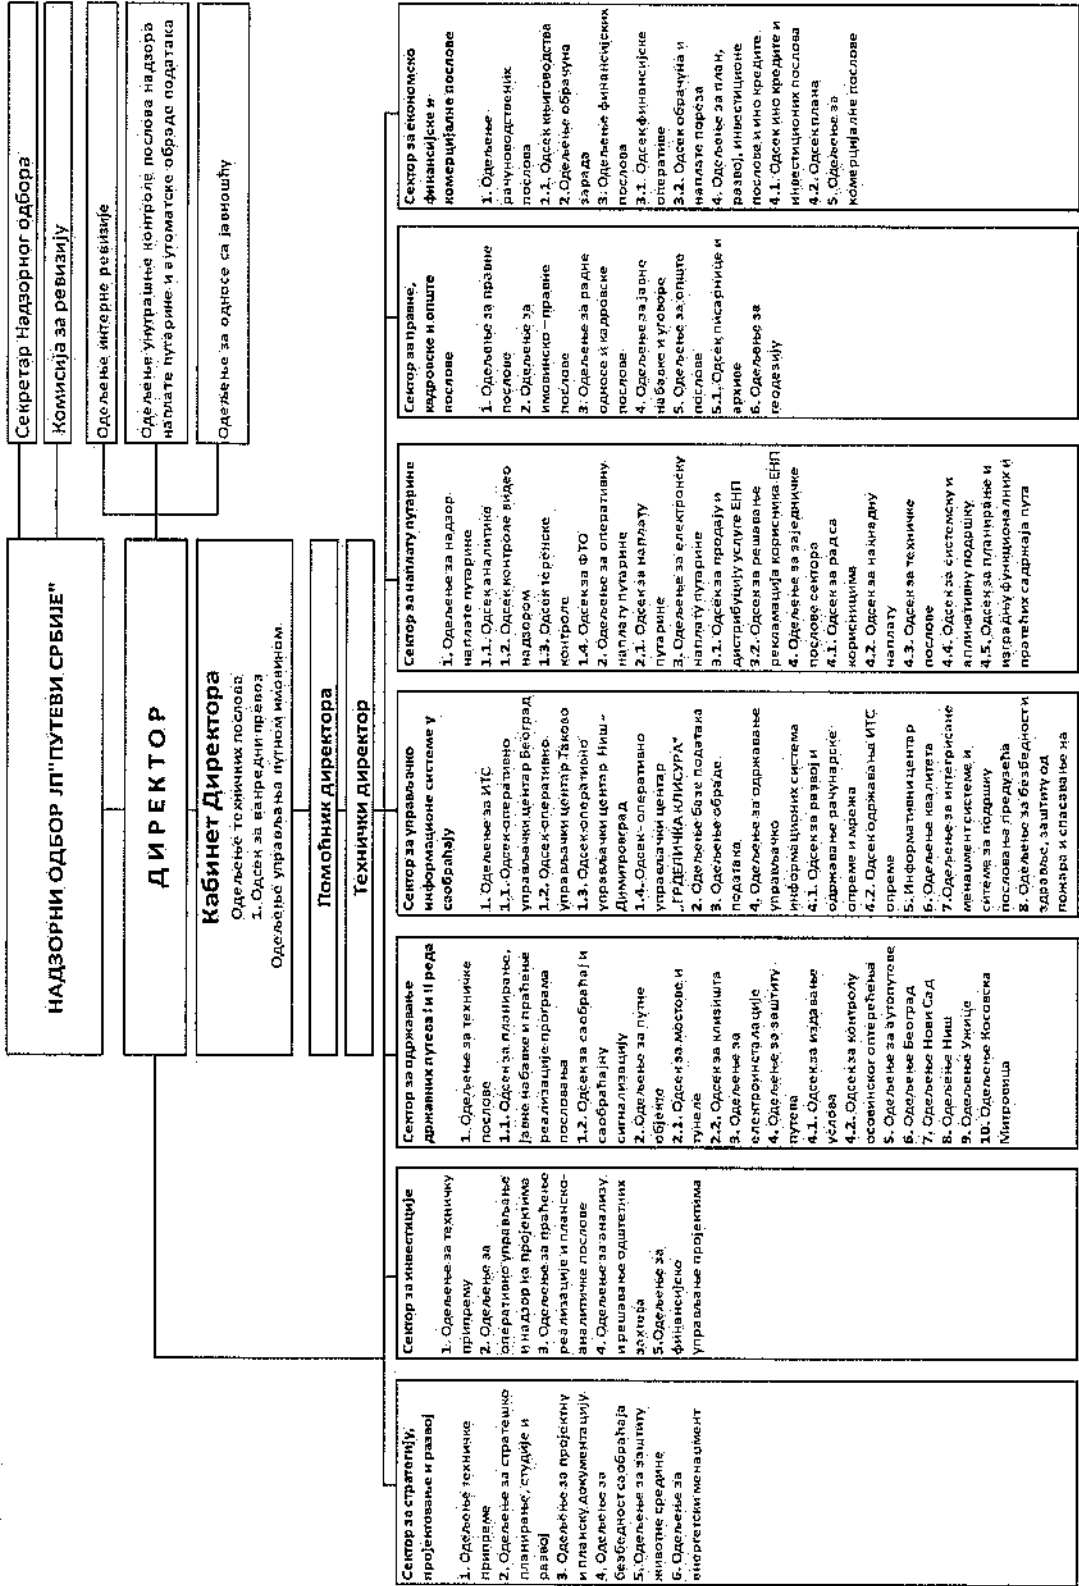 НАДЗОРНИ ОДБОР ЈП"ПУТЕВИ СРБИЈЕ"
Секретар Надзорног одбора
Комисија за ревизију
ДИРЕКТОР
Одељење интерне ревизије
Одељење унутрашње контроле послова надзора
наплате путарине и аутоматске обраде података
Одељење за односе са јавношћу
Кабинет Директора
Одељење техничких послова
1. Одсек за ванредни превоз
Одељење управљања путном имовином
Помоћник директора
Технички директор
Сектор за стратегију,
пројектовање и развој
1. Одељење техничке
припреме
2. Одељење за стратешко
планирање, студије и
развој
3. Одељење за пројектну
и планску документацију
4. Одељење за
безбедност саобраћаја
5. Одељење за заштиту
животне средине
6. Одељење за
енергетски менаџмент
Сектор за инвестиције
1. Одељење за техничку
припрему
2. Одељење за
оперативно управљање
и надзор на пројектима
3. Одељење за праћење
реализације и планско-
аналитичке послове
4. Одељење за анализу
и решавање одштетних
захтева
5. Одељење за
финансијско
управљање пројектима
Сектор за одржавање
државних путева I и II реда
1. Одељење за техничке
послове
1.1. Одсек за планирање,
јавне набавке и праћење
реализације програма
пословања
1.2. Одсек за саобраћај и
саобраћајну
сигнализацију
2. Одељење за путне
објекте
2.1. Одсек за мостове и
тунеле
2.2. Одсек за клизишта
3. Одељење за
електроинсталације
4. Одељење за заштиту
путева
4.1. Одсек за издавање
услова
4.2. Одсек за контролу
осовинског оптерећења
5. Одељење за аутопутеве
6. Одељење Београд
7. Одељење Нови Сад
8. Одељење Ниш
9. Одељење Ужице
10. Одељење Косовска
Митровица
Сектор за управљачко
информационе системе у
саобраћају
1. Одељење за ИТС
1.1. Одсек-оперативно
управљачки центар Београд
1.2. Одсек-оперативно
управљачки центар Таково
1.3. Одсек-оперативно
управљачки центар Ниш-
Димитровград
1.4. Одсек-оперативно
управљачки центар
„ГРДЕЛИЧКА КЛИСУРА"
2. Одељење базе података
3. Одељење обраде
података
4. Одељење за одржавање
управљачко
информационих система
4.1. Одсек за развој и
одржавање рачунарске
опреме и мрежа
4.2. Одсек одржавања ИТС
опреме
5. Информативни центар
6. Одељење квалитета
7. Одељење за интегрисане
менаџмент системе и
системе за подршку
пословања предузећа
8. Одељење за безбедности
здравље, заштиту од
пожара и спасавање на
Сектор за наплату путарине
1. Одељење за надзор
наплате путарине
1.1. Одсек аналитике
1.2. Одсек контроле видео
надзором
1.3. Одсек теренске
контроле
1.4. Одсек за ФТО
2. Одељење за оперативну
наплату путарине
2.1. Одсек за наплату
путарине
3. Одељење за електронску
наплату путарине
3.1. Одсек за продају и
дистрибуцију услуге ЕНП
3.2. Одсек за решавање
рекламација корисника ЕНП
4. Одељење за заједничке
послове сектора
4.1. Одсек за рад са
корисницима
4.2. Одсек за накнадну
наплату
4.3. Одсек за техничке
послове
4.4. Одсек за системску и
апликативну подршку
4.5. Одсек за планирање и
изградњу функционалних и
пратећих садржаја пута
Сектор за правне,
кадровске и опште
послове
1. Одељење за правне
послове
2. Одељење за
имовинско – правне
послове
3. Одељење за радне
односе и кадровске
послове
4. Одељење за јавне
набавке и уговоре
5. Одељење за опште
послове
5.1. Одсек писарнице и
архиве
6. Одељење за
геодезију
Сектор за економско
финансијске и
комерцијалне послове
1. Одељење
рачуноводствених
послова
1.1. Одсек књиговодства
2. Одељење обрачуна
зарада
3. Одељење финансијских
послова
3.1. Одсек финансијске
оперативе
3.2. Одсек обрачуна и
наплате пореза
4. Одељење за план,
развој, инвестиционе
послове и ино кредите
4.1. Одсек ино кредите и
инвестиционих послова
4.2. Одсек плана
5. Одељење за
комерцијалне послове